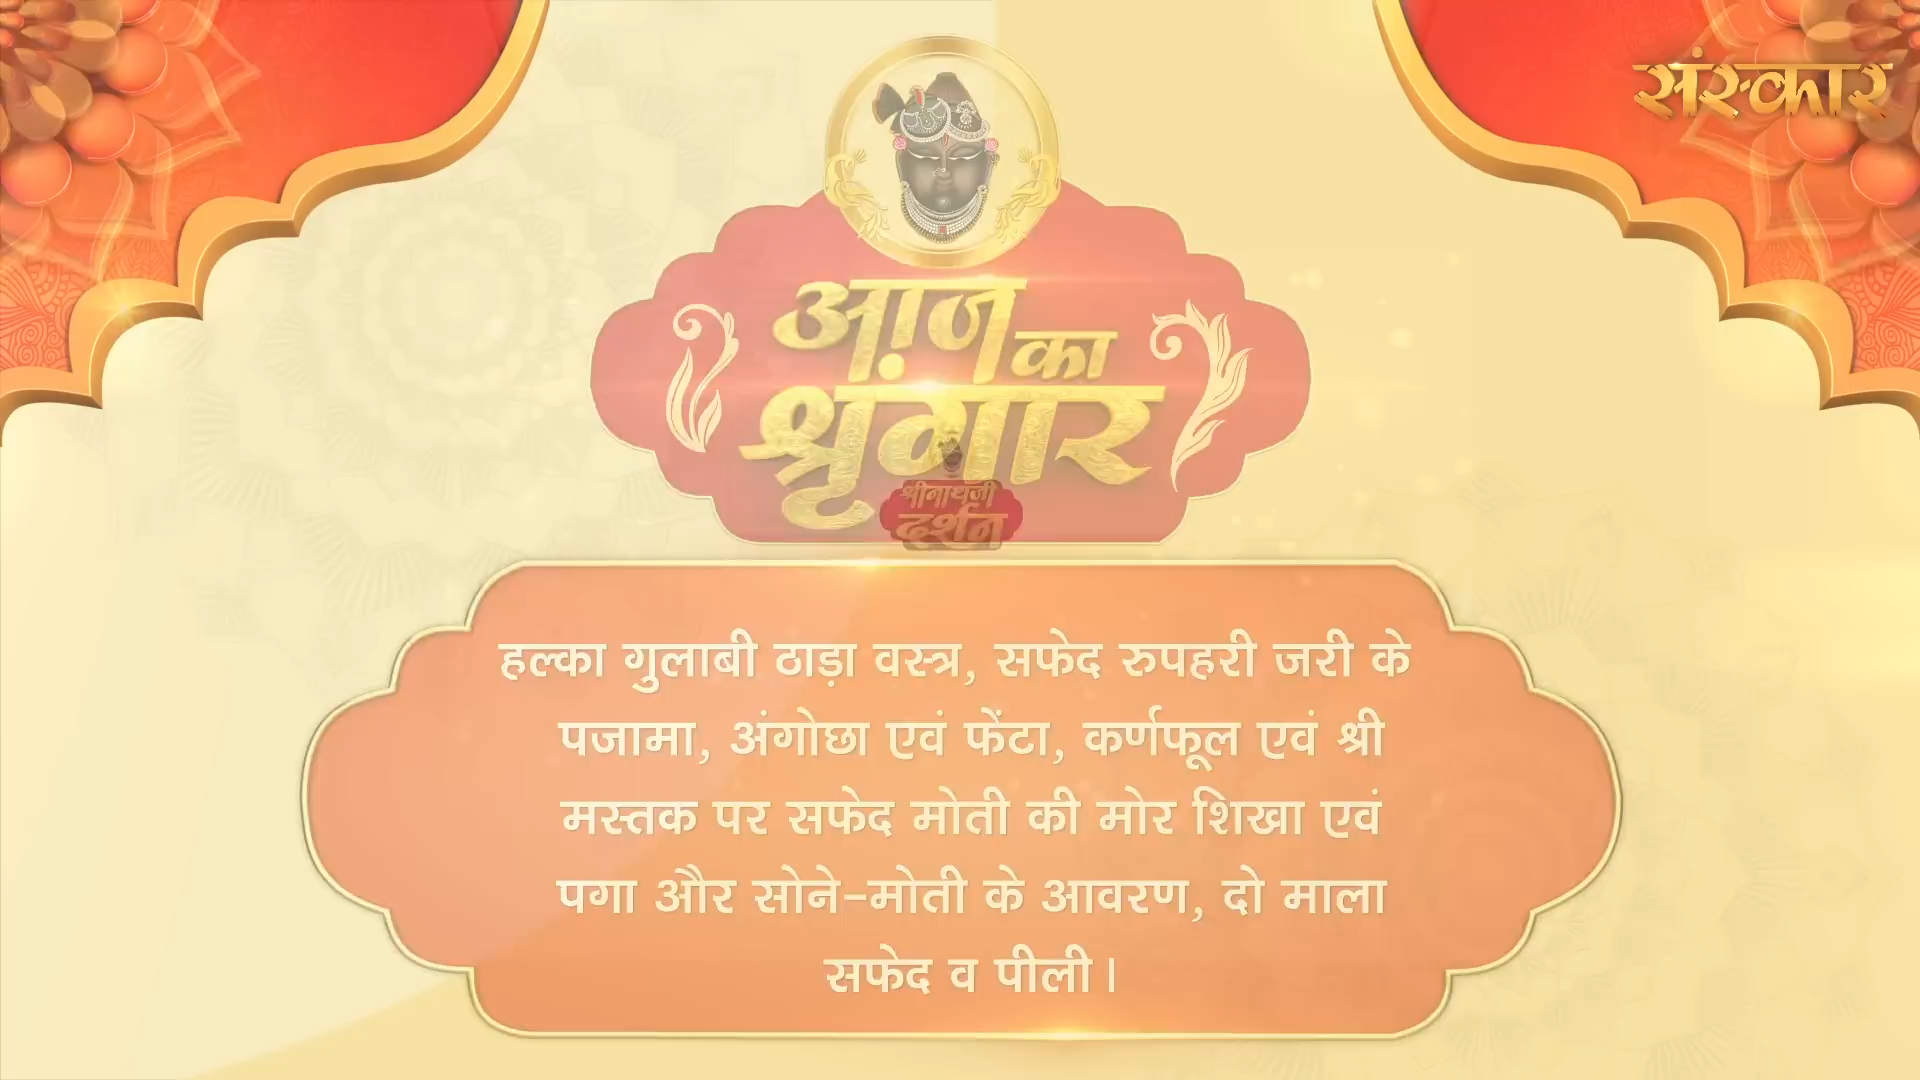 संस्कार
आज का
श्रृंगार
श्रीनाथजी
दर्शन
हल्का गुलाबी ठाड़ा वस्त्र, सफेद रुपहरी जरी के
पजामा, अंगोछा एवं फेंटा, कर्णफूल एवं श्री
मस्तक पर सफेद मोती की मोर शिखा एवं
पगा और सोने-मोती के आवरण, दो माला
सफेद व पीली।